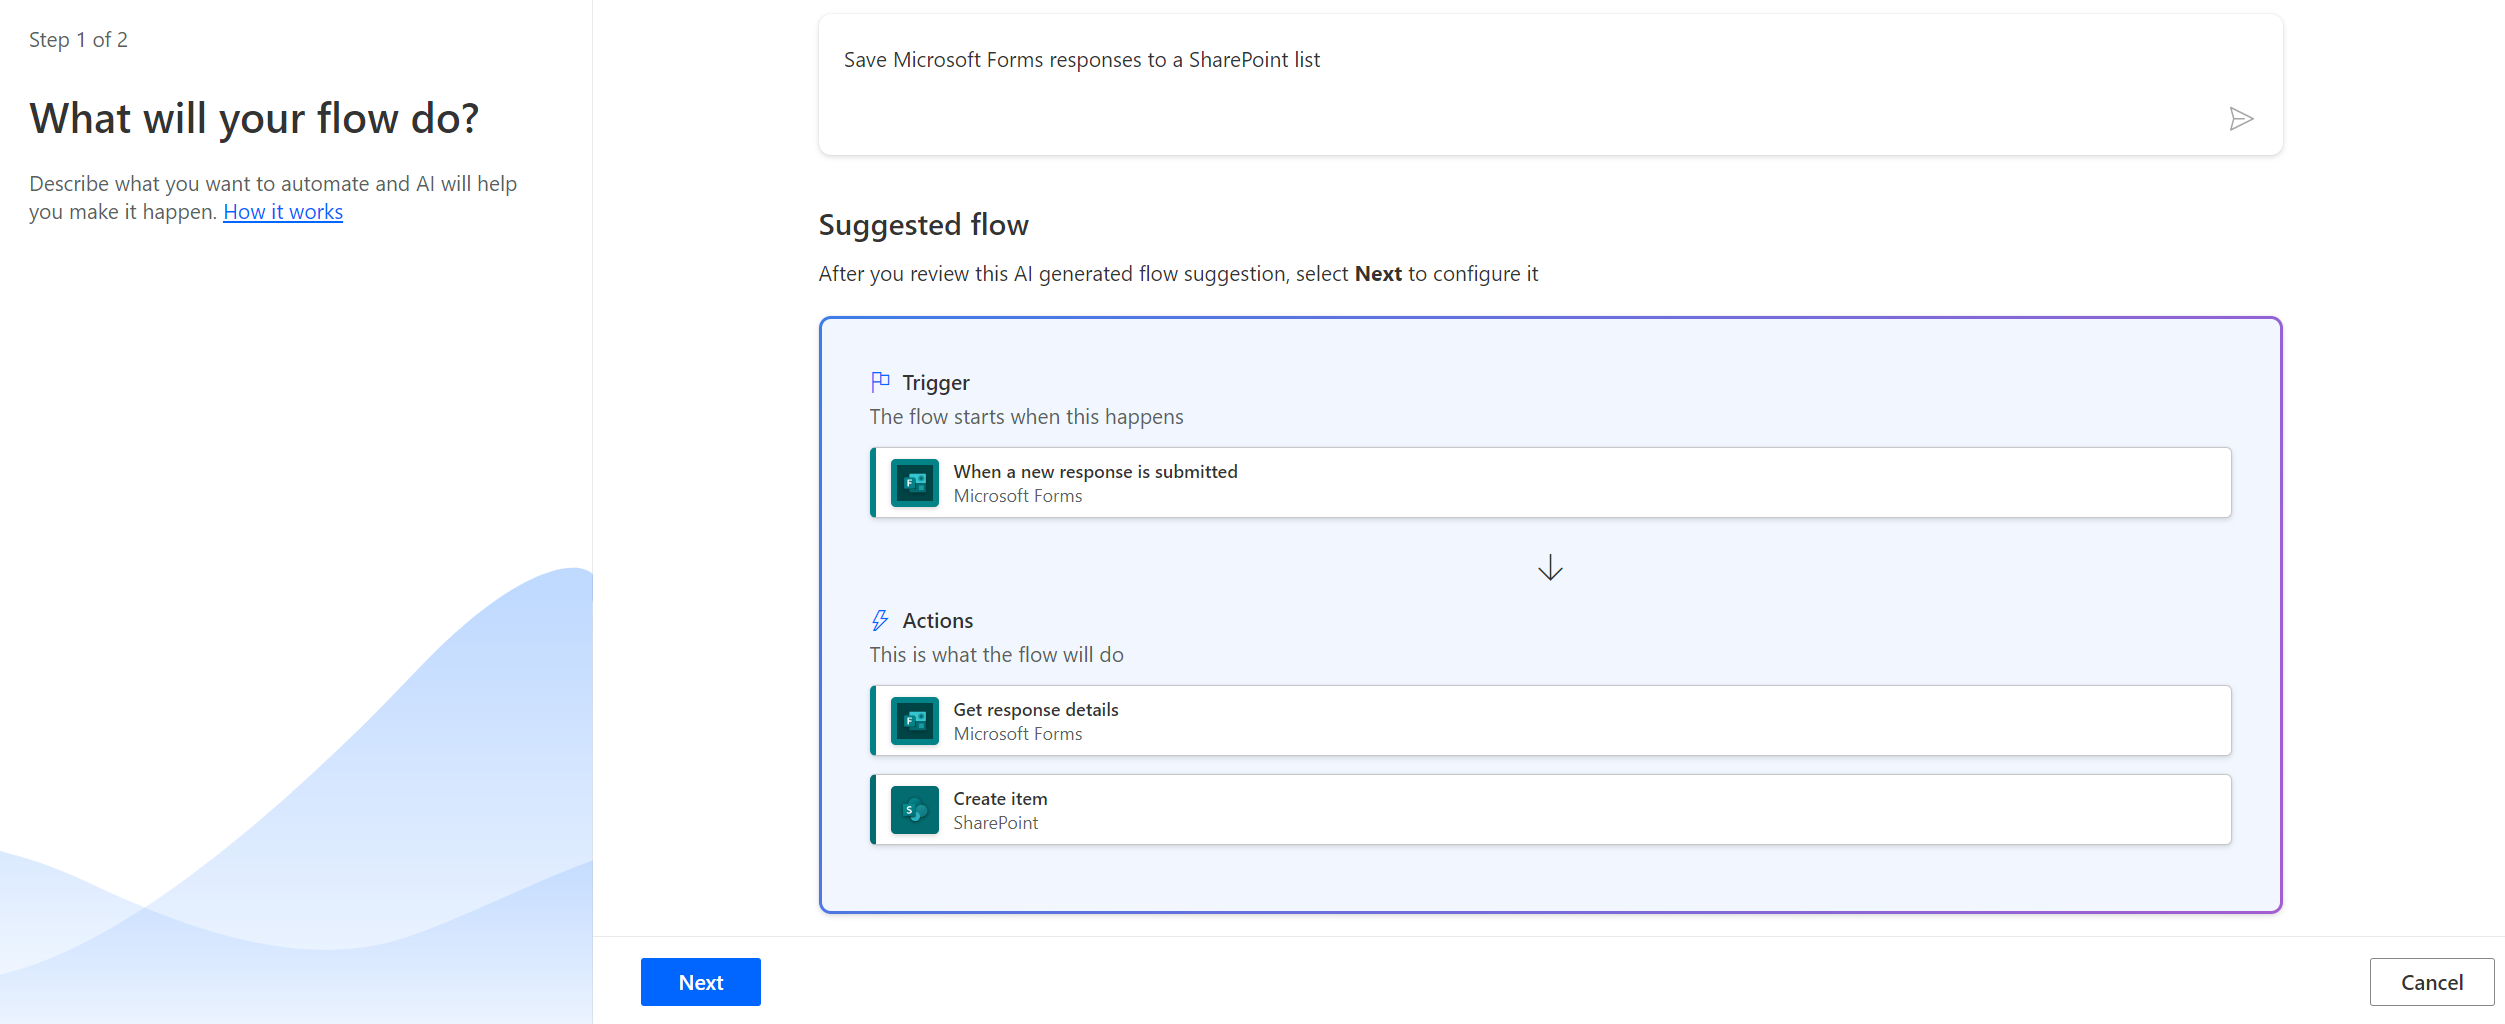 Step 1 of 2
What will your flow do?
Describe what you want to automate and AI will help
you make it happen. How it works
Save Microsoft Forms responses to a SharePoint list
Suggested flow
After you review this AI generated flow suggestion, select Next to configure it
Trigger
The flow starts when this happens
F
When a new response is submitted
Microsoft Forms
Actions
This is what the flow will do
F
Get response details
Microsoft Forms
S
Create item
SharePoint
Next
Cancel